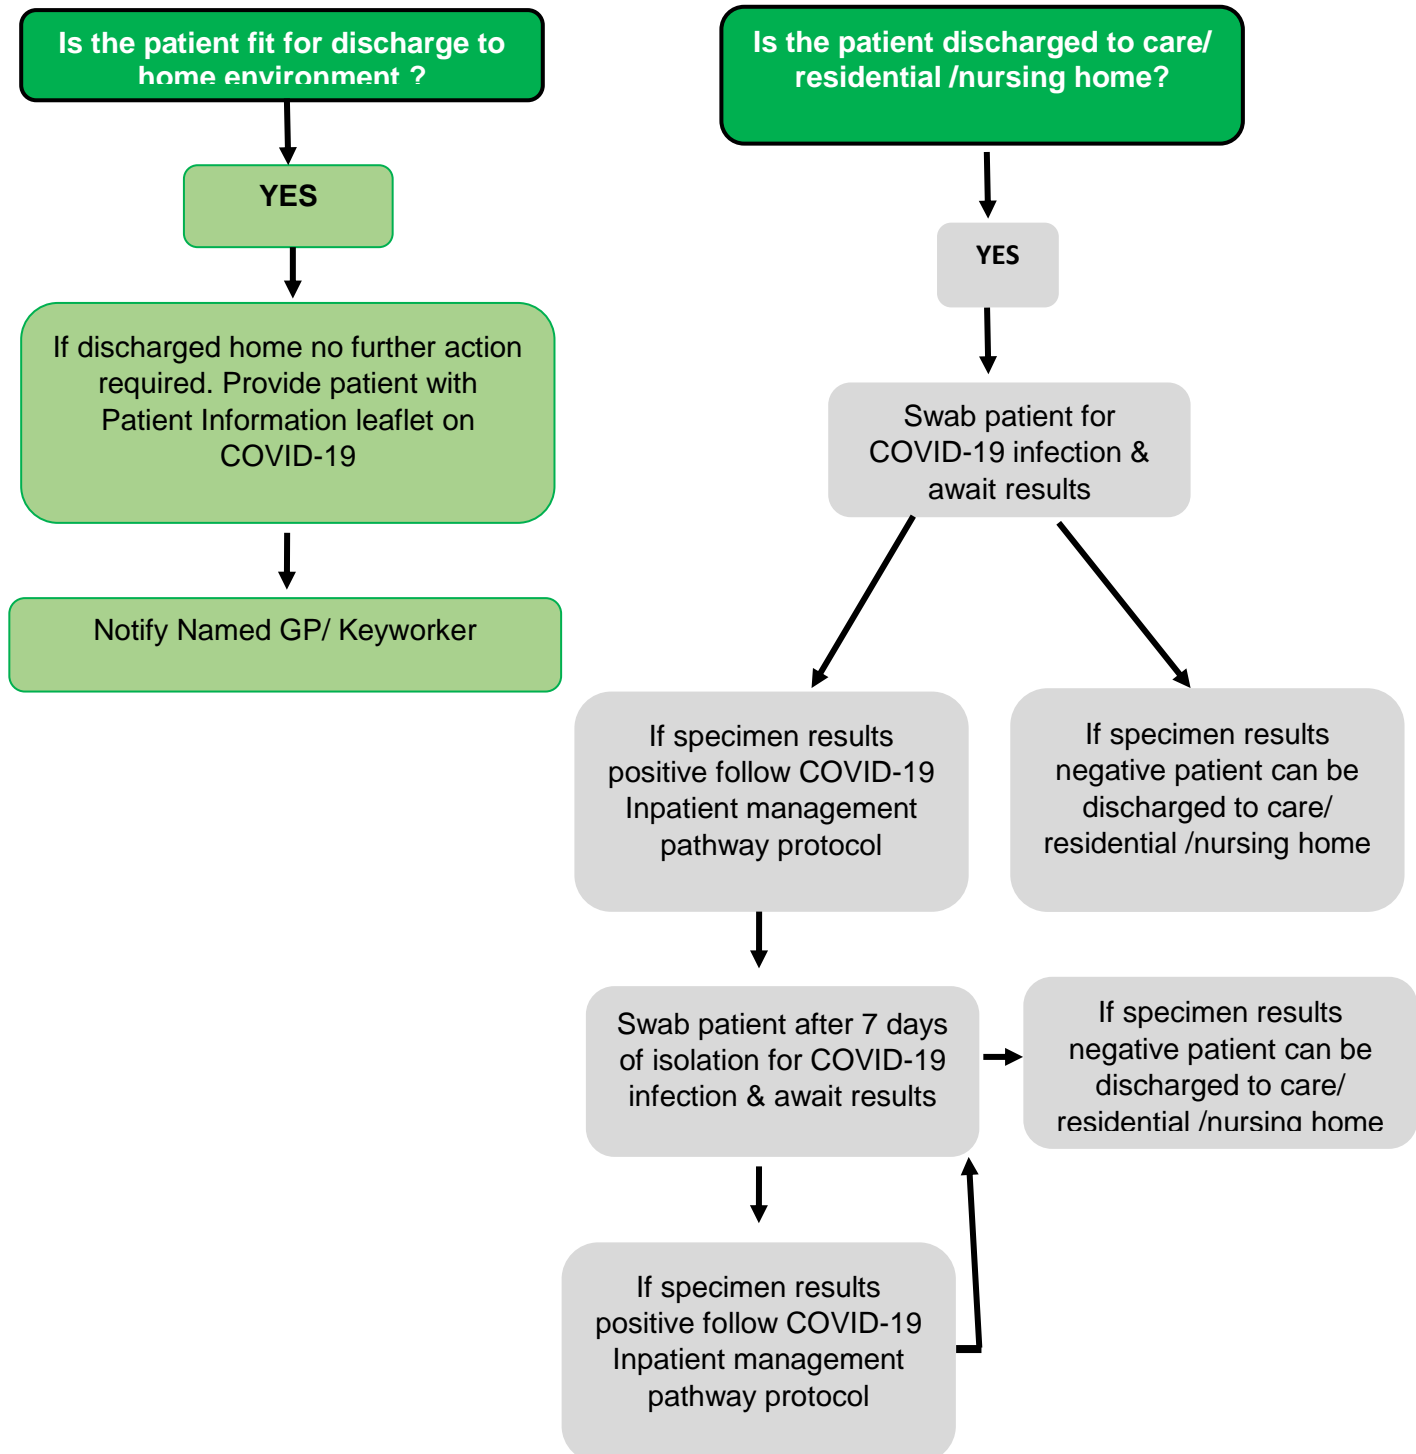 Is the patient fit for discharge to
home environment ?
YES
If discharged home no further action
required. Provide patient with
Patient Information leaflet on
COVID-19
Notify Named GP/ Keyworker
Is the patient discharged to care/
residential /nursing home?
YES
Swab patient for
COVID-19 infection &
await results
If specimen results
positive follow COVID-19
Inpatient management
pathway protocol
If specimen results
negative patient can be
discharged to care/
residential /nursing home
Swab patient after 7 days
of isolation for COVID-19
infection & await results
If specimen results
negative patient can be
discharged to care/
residential /nursing home
If specimen results
positive follow COVID-19
Inpatient management
pathway protocol